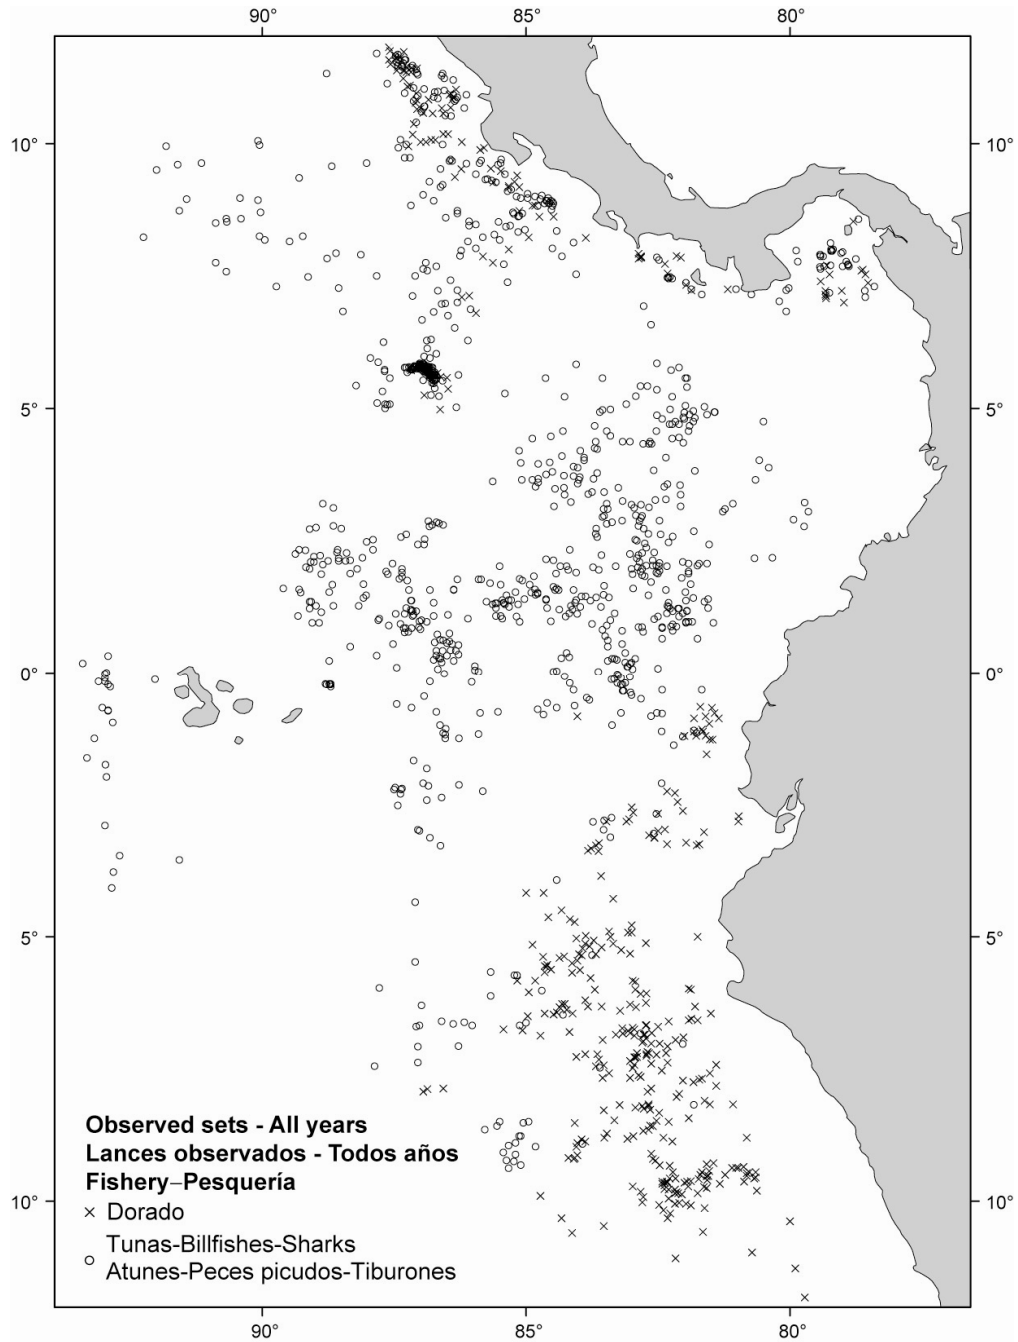 90° 85° 80°
10° 10°
5° 5°
0° 0°
5° 5°
Observed sets - All years
Lances observados - Todos años
Fishery–Pesquería
× Dorado
Tunas-Billfishes-Sharks
Atunes-Peces picudos-Tiburones
10° 10°
90° 85° 80°